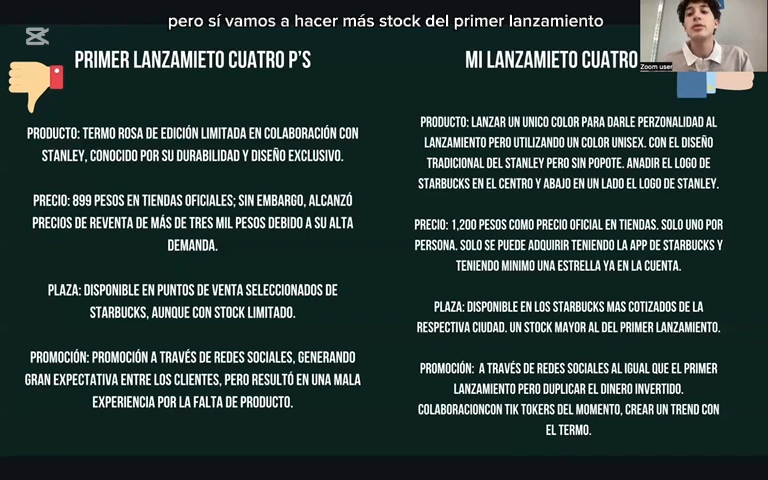 pero sí vamos a hacer más stock del primer lanzamiento
PRIMER LANZAMIETO CUATRO P'S
PRODUCTO: TERMO ROSA DE EDICIÓN LIMITADA EN COLABORACIÓN CON
STANLEY, CONOCIDO POR SU DURABILIDAD Y DISEÑO EXCLUSIVO.
PRECIO: 899 PESOS EN TIENDAS OFICIALES; SIN EMBARGO, ALCANZÓ
PRECIOS DE REVENTA DE MÁS DE TRES MIL PESOS DEBIDO A SU ALTA
DEMANDA.
PLAZA: DISPONIBLE EN PUNTOS DE VENTA SELECCIONADOS DE
STARBUCKS, AUNQUE CON STOCK LIMITADO.
PROMOCIÓN: PROMOCIÓN A TRAVÉS DE REDES SOCIALES, GENERANDO
GRAN EXPECTATIVA ENTRE LOS CLIENTES, PERO RESULTÓ EN UNA MALA
EXPERIENCIA POR LA FALTA DE PRODUCTO.
MI LANZAMIETO CUATRO
PRODUCTO: LANZAR UN UNICO COLOR PARA DARLE PERZONALIDAD AL
LANZAMIENTO PERO UTILIZANDO UN COLOR UNISEX. CON EL DISEÑO
TRADICIONAL DEL STANLEY PERO SIN POPOTE. ANADIR EL LOGO DE
STARBUCKS EN EL CENTRO Y ABAJO EN UN LADO EL LOGO DE STANLEY.
PRECIO: 1,200 PESOS COMO PRECIO OFICIAL EN TIENDAS. SOLO UNO POR
PERSONA. SOLO SE PUEDE ADQUIRIR TENIENDO LA APP DE STARBUCKS Y
TENIENDO MINIMO UNA ESTRELLA YA EN LA CUENTA.
PLAZA: DISPONIBLE EN LOS STARBUCKS MAS COTIZADOS DE LA
RESPECTIVA CIUDAD. UN STOCK MAYOR AL DEL PRIMER LANZAMIENTO.
PROMOCIÓN: A TRAVÉS DE REDES SOCIALES AL IGUAL QUE EL PRIMER
LANZAMIENTO PERO DUPLICAR EL DINERO INVERTIDO.
COLABORACIONCON TIK TOKERS DEL MOMENTO, CREAR UN TREND CON
EL TERMO.
Zoom user